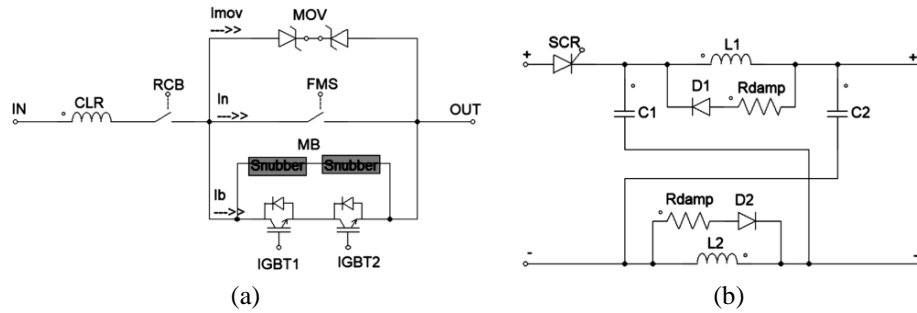 Imov
--->>
MOV
RCB
IN
CLR
In
--->>
FMS
OUT
MB
Snubber
Snubber
Ib
--->>
IGBT1
IGBT2
(a)
SCR
L1
+
+
D1
Rdamp
C1
C2
Rdamp
D2
L2
-
-
(b)